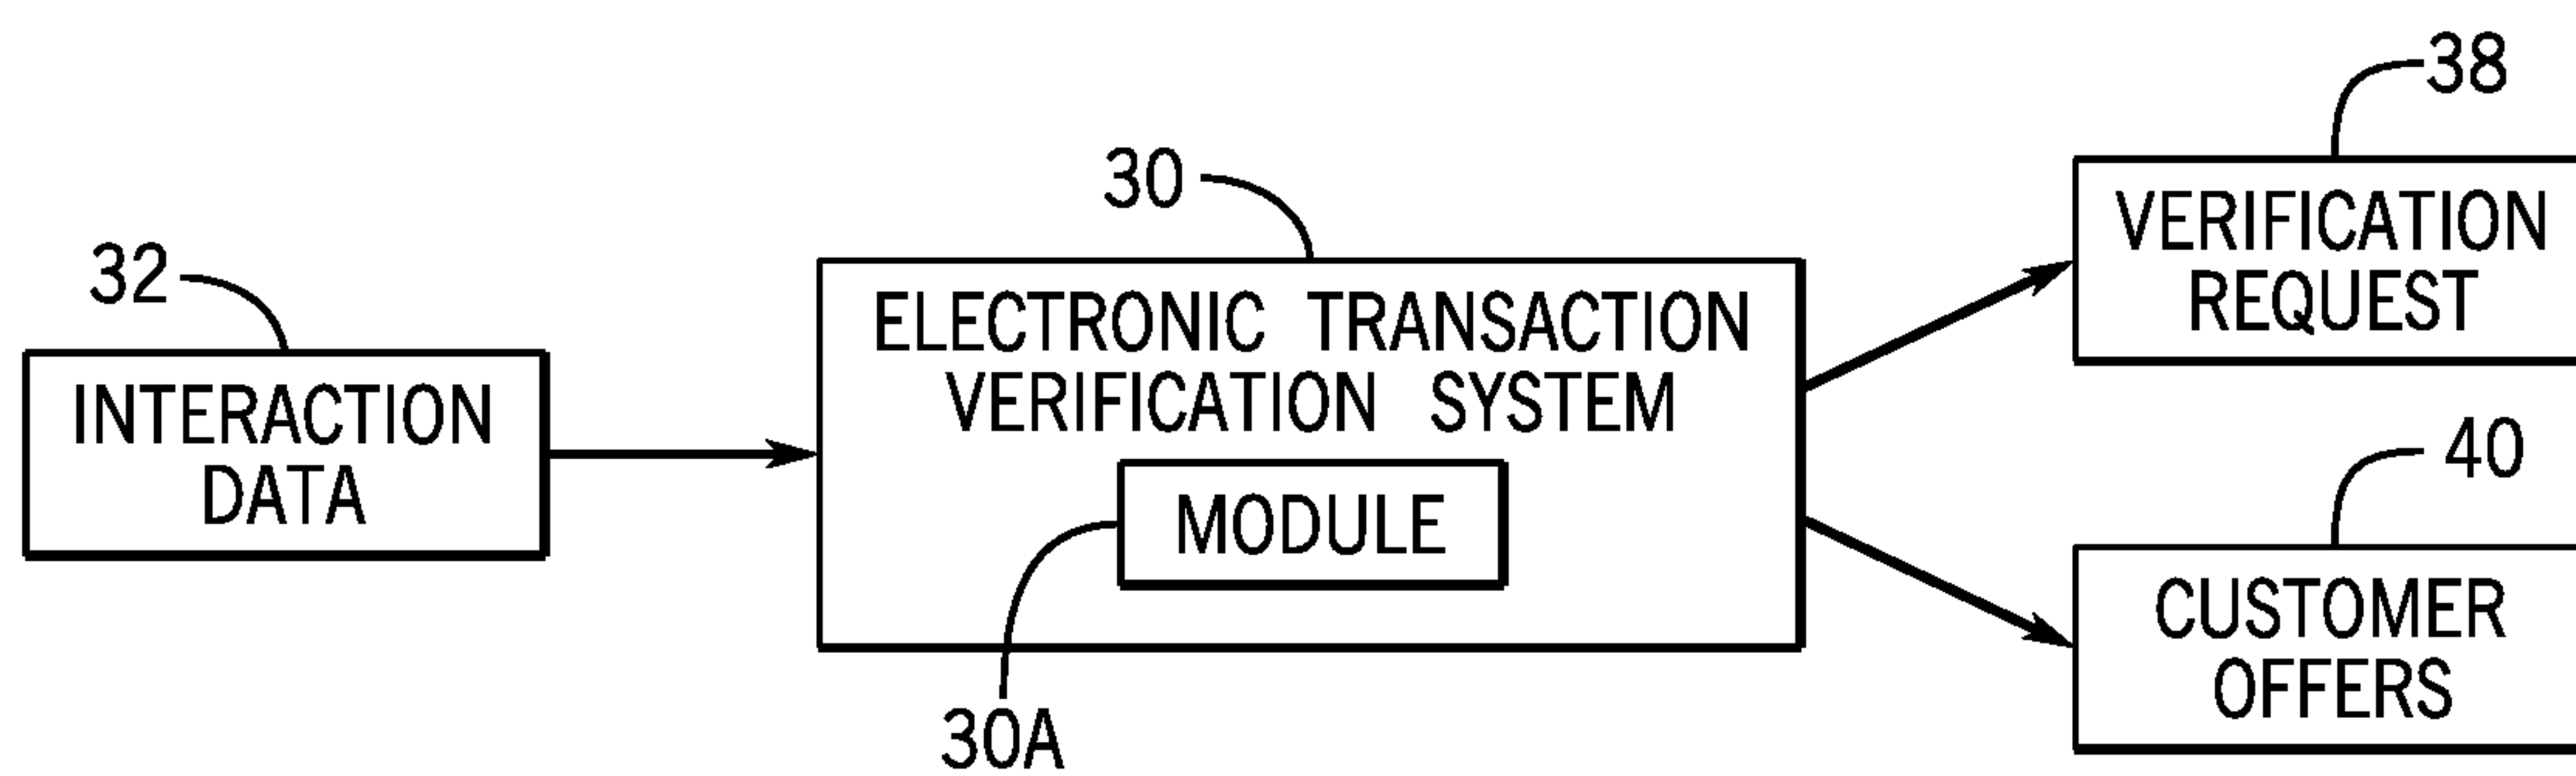 38
30
VERIFICATION
REQUEST
32
ELECTRONIC TRANSACTION
VERIFICATION SYSTEM
INTERACTION
DATA
MODULE
40
CUSTOMER
OFFERS
30A